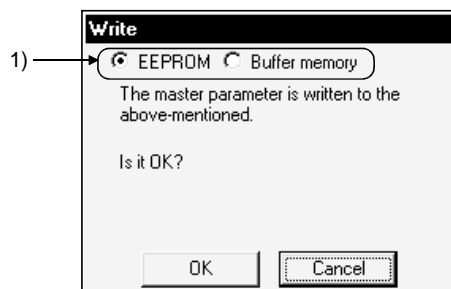 Write
1)
EEPROM Buffer memory
The master parameter is written to the
above-mentioned.
Is it OK?
OK Cancel